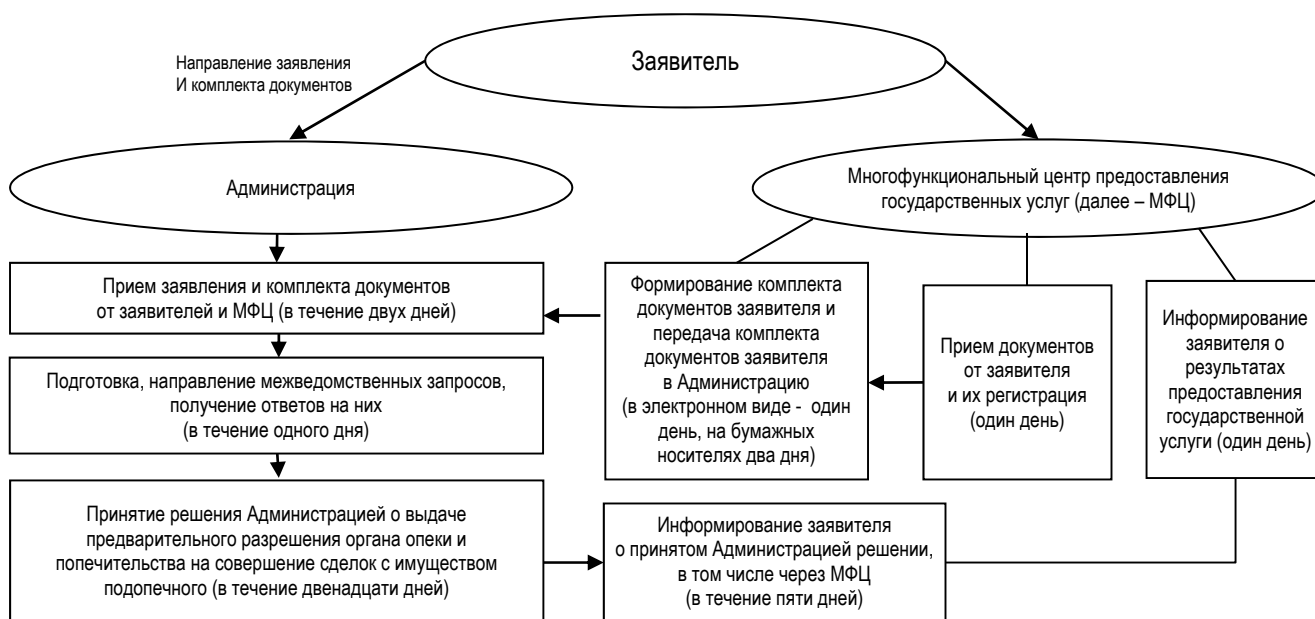 Заявитель
Направление заявления
И комплекта документов
Администрация
Многофункциональный центр предоставления
государственных услуг (далее – МФЦ)
Прием заявления и комплекта документов
от заявителей и МФЦ (в течение двух дней)
Формирование комплекта
документов заявителя и
передача комплекта
документов заявителя
в Администрацию
(в электронном виде - один
день, на бумажных
носителях два дня)
Прием документов
от заявителя
и их регистрация
(один день)
Информирование
заявителя о
результатах
предоставления
государственной
услуги (один день)
Подготовка, направление межведомственных запросов,
получение ответов на них
(в течение одного дня)
Принятие решения Администрацией о выдаче
предварительного разрешения органа опеки и
попечительства на совершение сделок с имуществом
подопечного (в течение двенадцати дней)
Информирование заявителя
о принятом Администрацией решении,
в том числе через МФЦ
(в течение пяти дней)